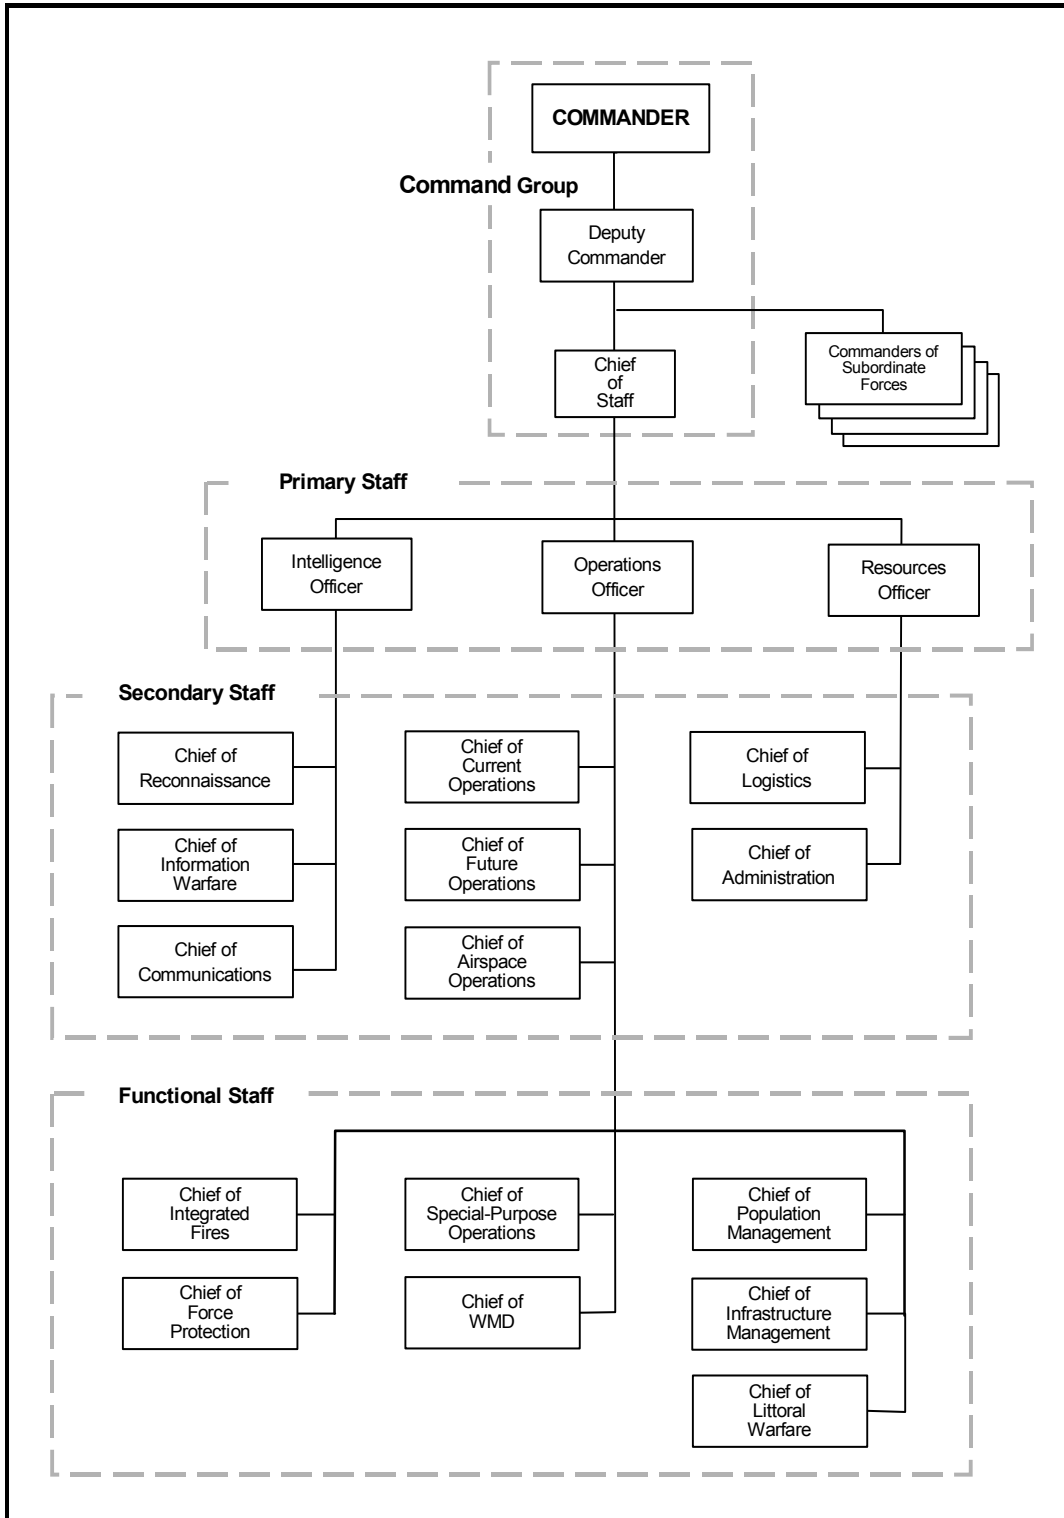 COMMANDER
Command Group
Deputy
Commander
Chief
of
Staff
Commanders of
Subordinate
Forces
Primary Staff
Intelligence
Officer
Operations
Officer
Resources
Officer
Secondary Staff
Chief of
Reconnaissance
Chief of
Current
Operations
Chief of
Logistics
Chief of
Information
Warfare
Chief of
Future
Operations
Chief of
Administration
Chief of
Communications
Chief of
Airspace
Operations
Functional Staff
Chief of
Integrated
Fires
Chief of
Special-Purpose
Operations
Chief of
Population
Management
Chief of
Force
Protection
Chief of
WMD
Chief of
Infrastructure
Management
Chief of
Littoral
Warfare